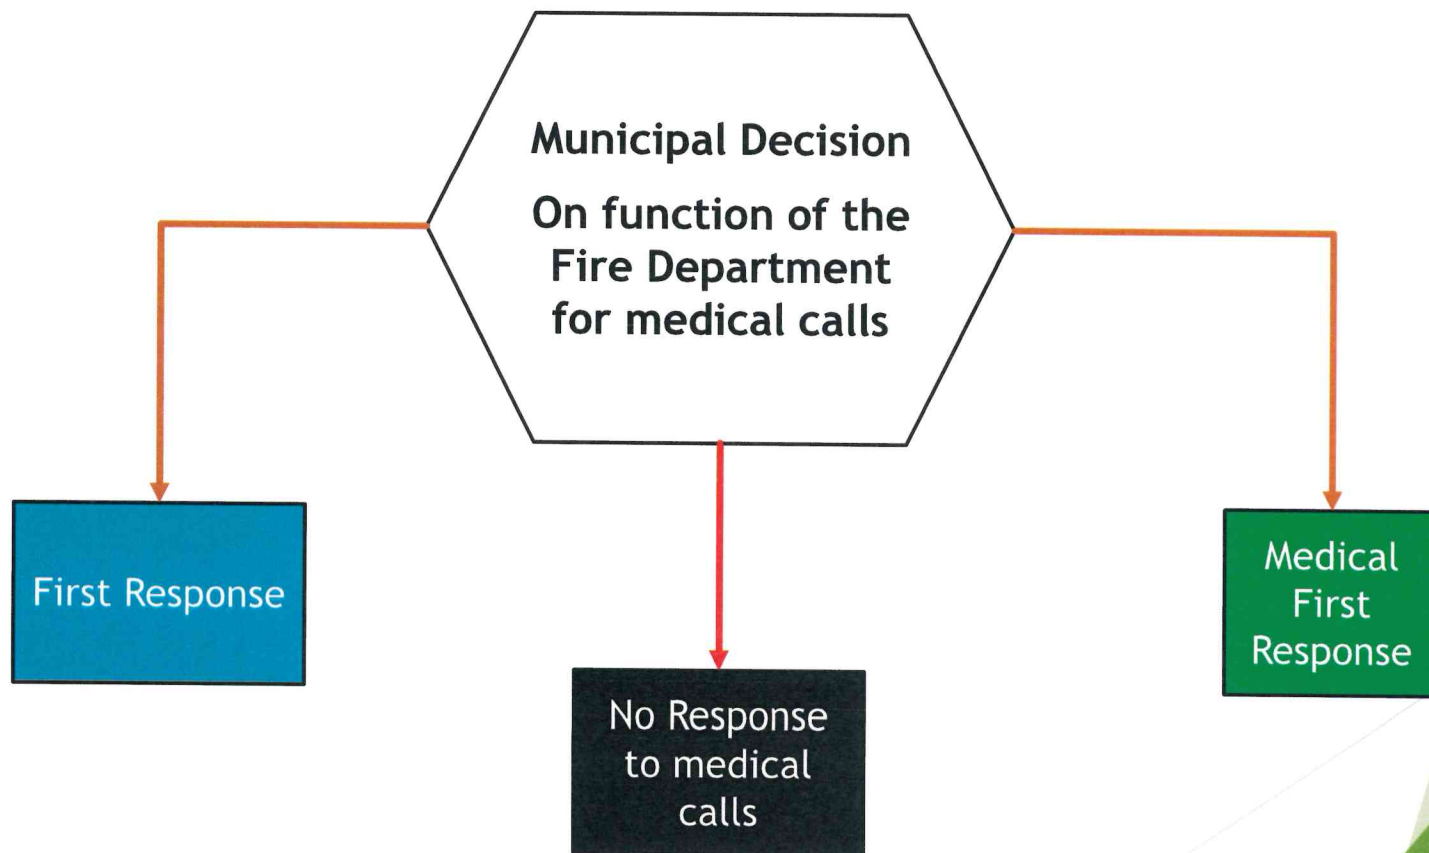 Municipal Decision
On function of the
Fire Department
for medical calls
First Response
No Response
to medical
calls
Medical
First
Response